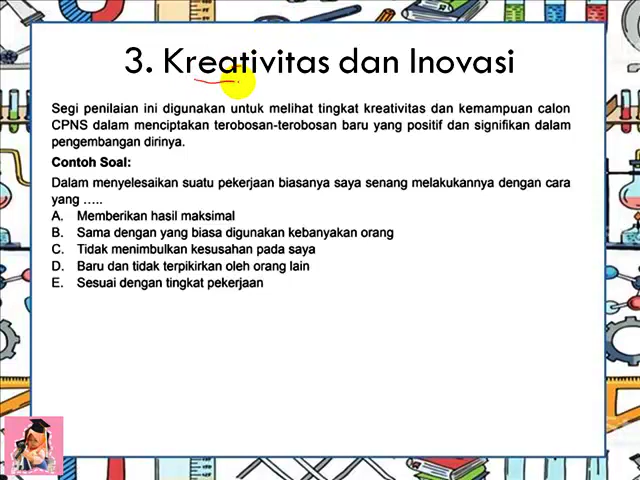 3. Kreativitas dan Inovasi
Segi penilaian ini digunakan untuk melihat tingkat kreativitas dan kemampuan calon
CPNS dalam menciptakan terobosan-terobosan baru yang positif dan signifikan dalam
pengembangan dirinya.
Contoh Soal:
Dalam menyelesaikan suatu pekerjaan biasanya saya senang melakukannya dengan cara
yang .....
A. Memberikan hasil maksimal
B. Sama dengan yang biasa digunakan kebanyakan orang
C. Tidak menimbulkan kesusahan pada saya
D. Baru dan tidak terpikirkan oleh orang lain
E. Sesuai dengan tingkat pekerjaan